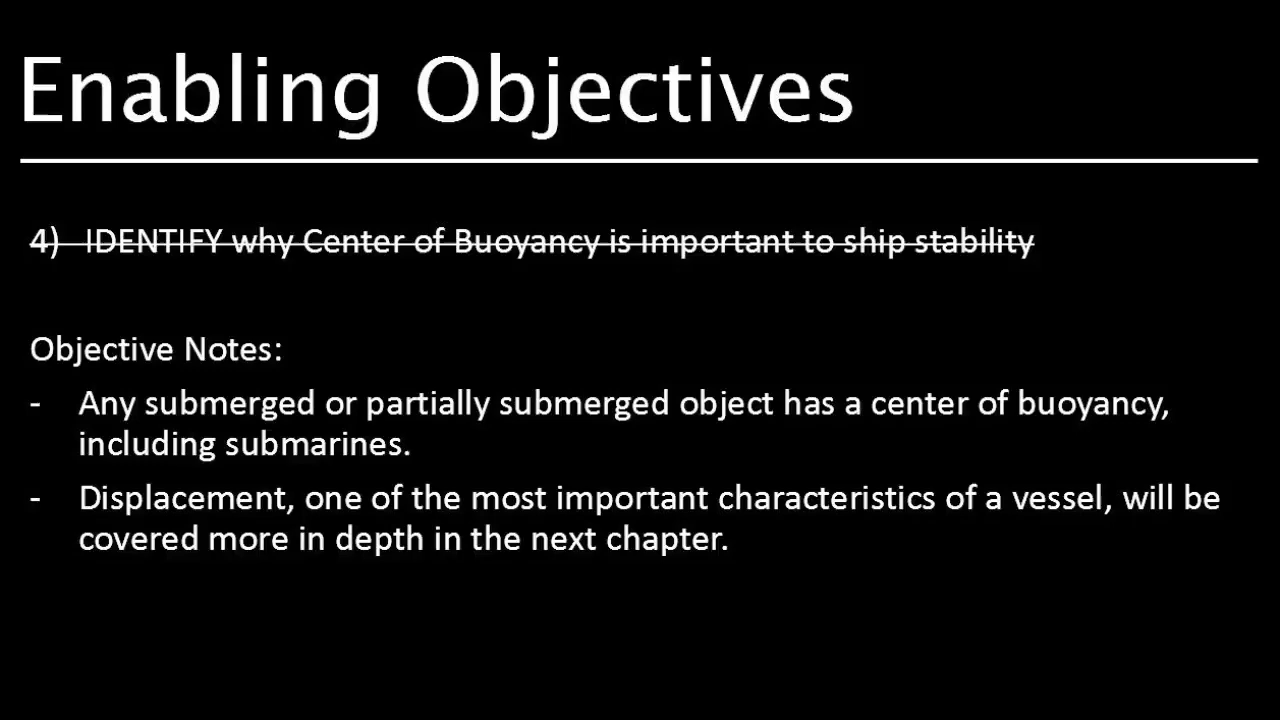 Enabling Objectives
4) IDENTIFY why Center of Buoyancy is important to ship stability
Objective Notes:
- Any submerged or partially submerged object has a center of buoyancy,
including submarines.
- Displacement, one of the most important characteristics of a vessel, will be
covered more in depth in the next chapter.